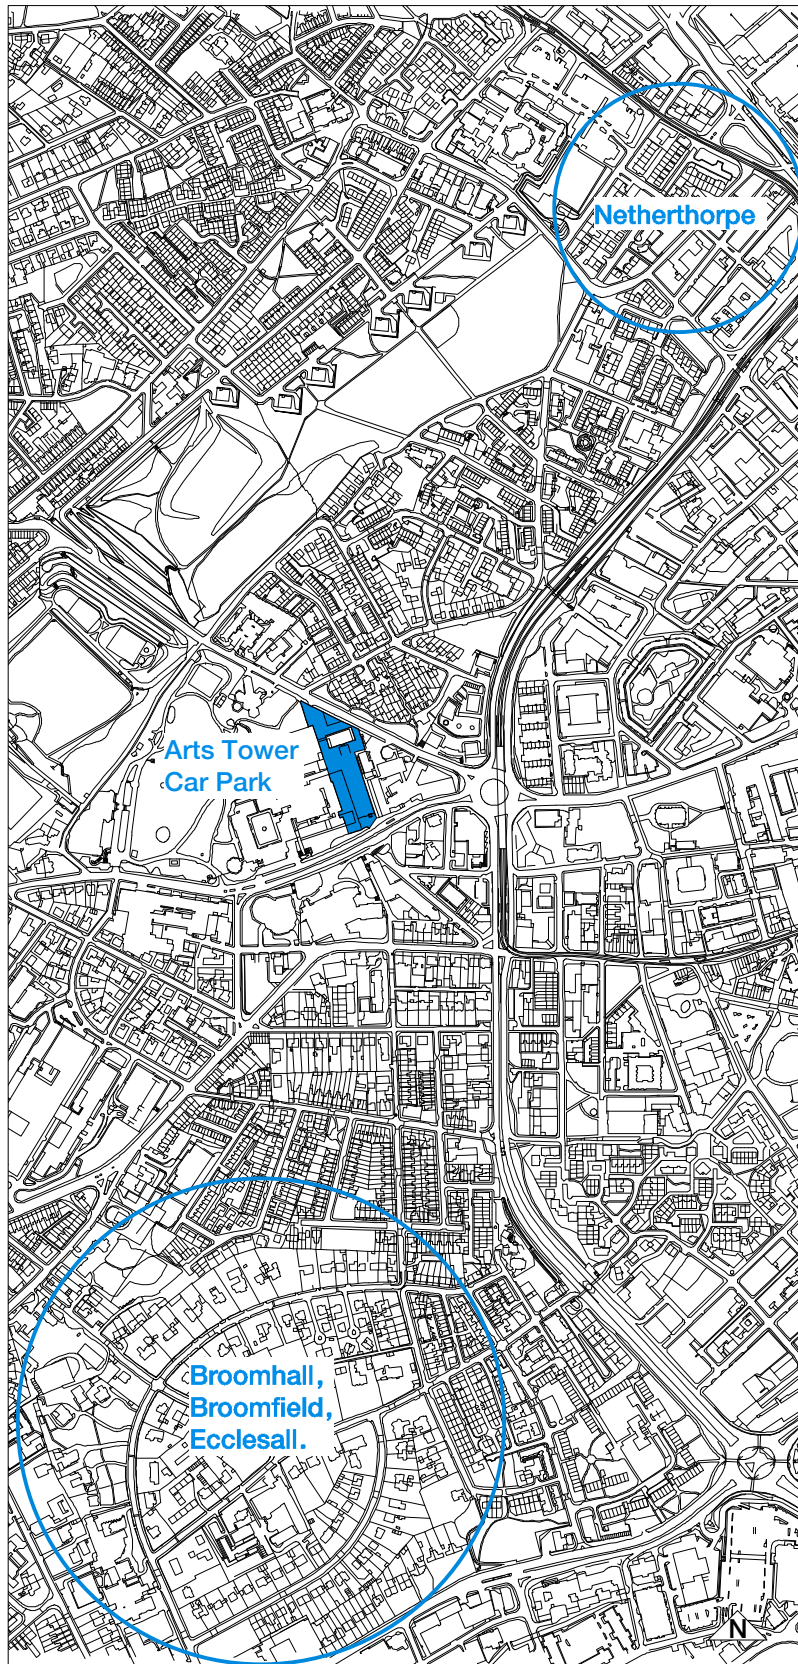 Netherthorpe
Arts Tower
Car Park
Broomhall,
Broomfield,
Ecclesall.
N